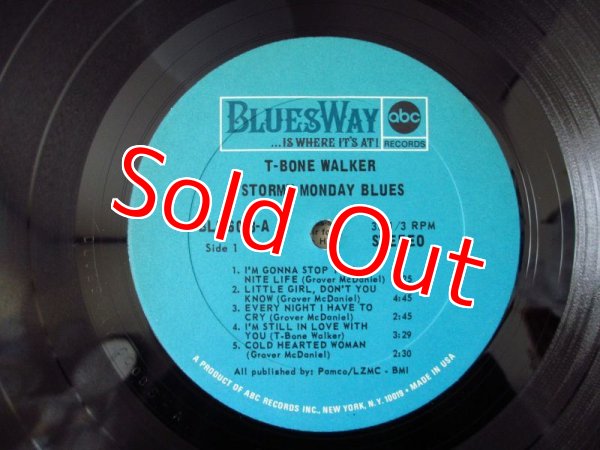 BLUESWAY
...IS WHERE IT'S AT!
abc
RECORDS
T-BONE WALKER
STORMY MONDAY BLUES
-A
RPM
Side 1
STEREO
Sold Out
1. I'M GONNA STOP
NITE LIFE (Grover McDaniel)
2. LITTLE GIRL, DON'T YOU
KNOW (Grover McDaniel) 4:45
3. EVERY NIGHT I HAVE TO
CRY (Grover McDaniel) 2:45
4. I'M STILL IN LOVE WITH
YOU (T-Bone Walker) 3:29
5. COLD HEARTED WOMAN
(Grover McDaniel) 2:30
All published by: Pamco/LZMC - BMI
A PRODUCT OF ABC RECORDS INC., NEW YORK, N.Y. 10019 • MADE IN USA